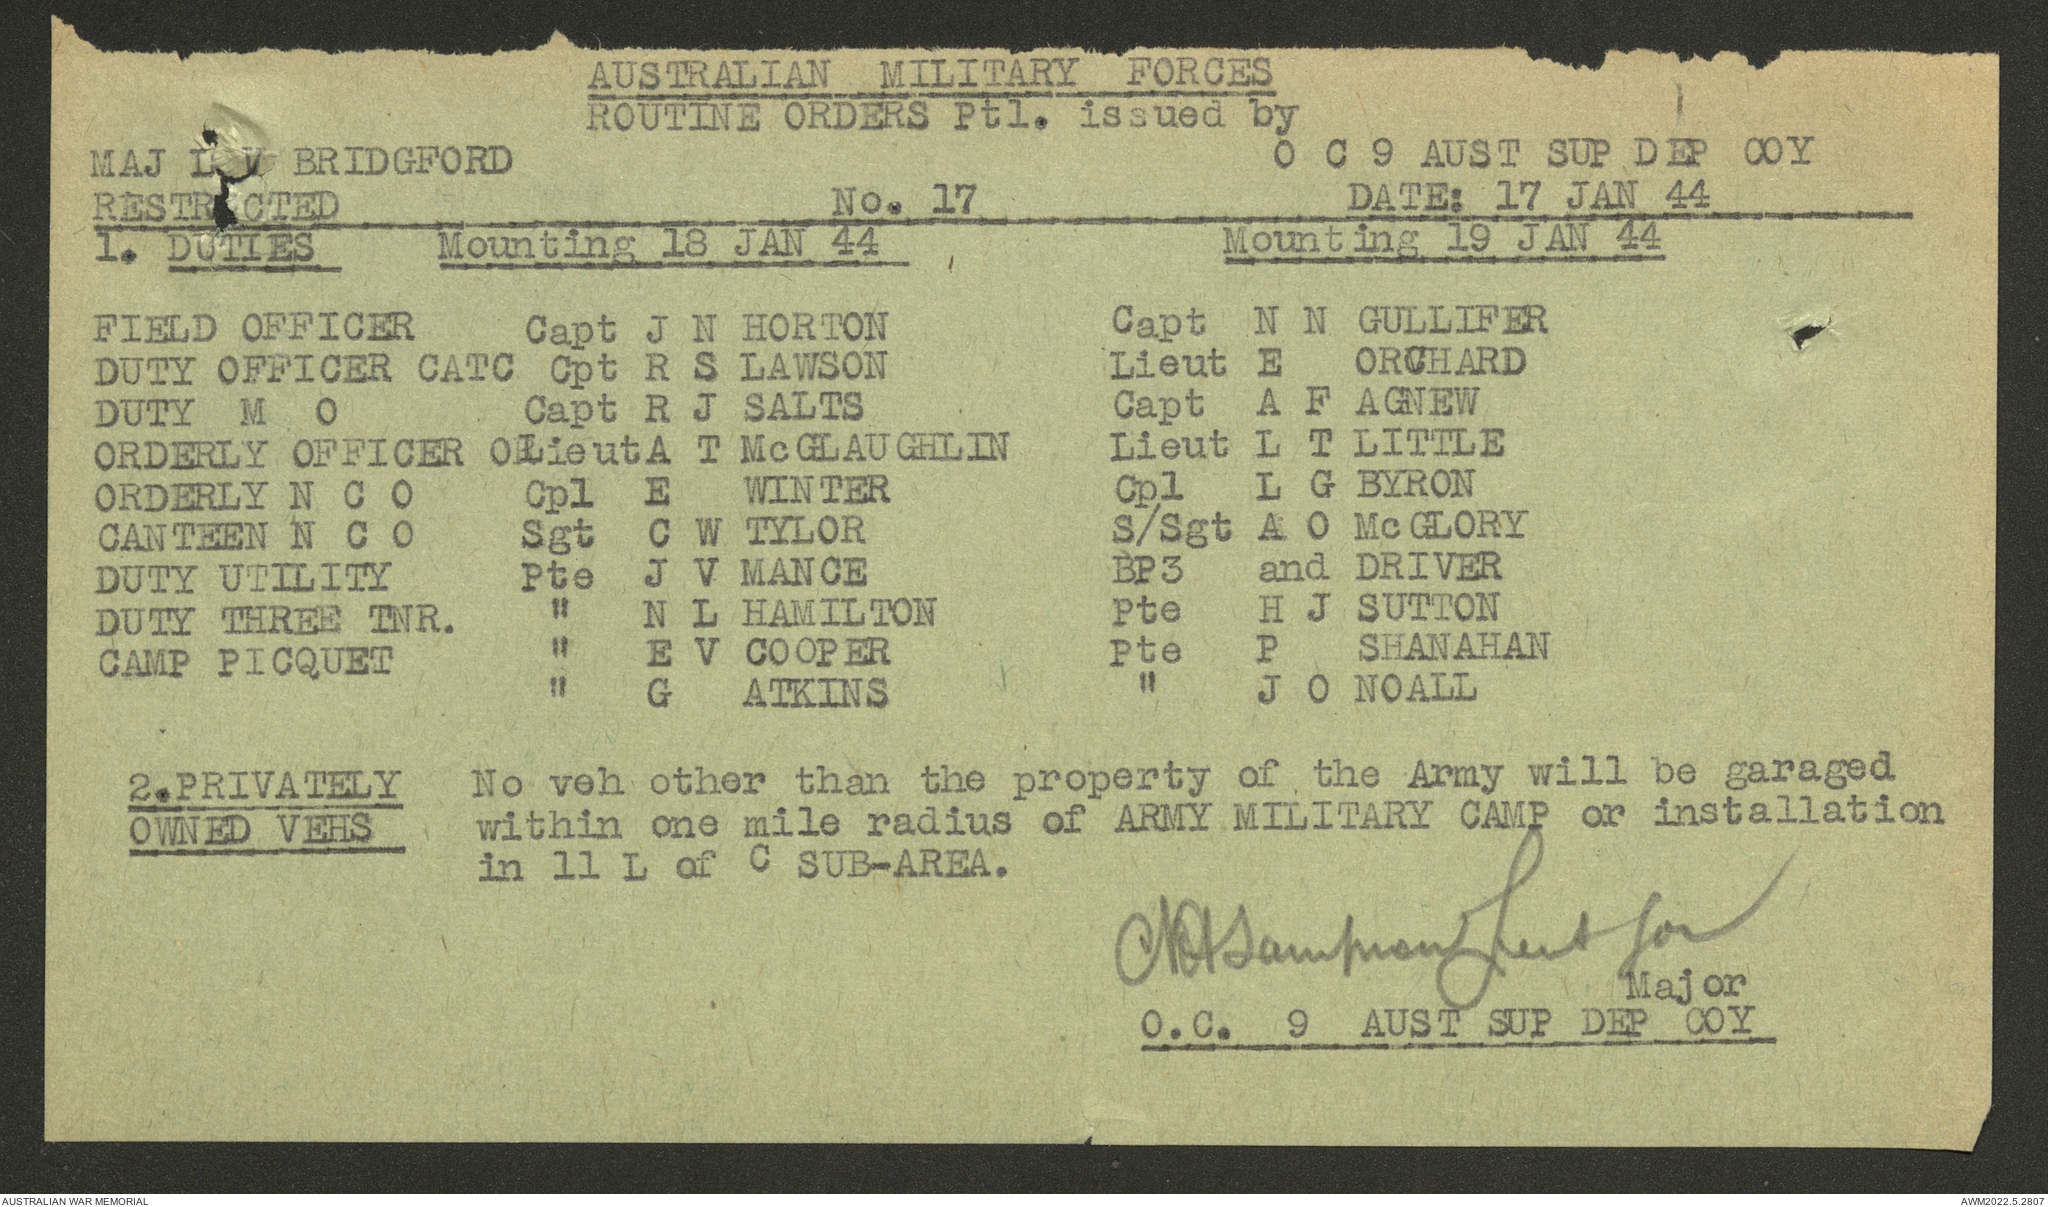 AUSTRALIAN MILITARY FORCES
ROUTINE ORDERS Ptl. issued by
MAJ L W BRIDGFORD O C 9 AUST SUP DEP COY
RESTRICTED No. 17 DATE: 17 JAN 44
1. DUTIES Mounting 18 JAN 44 Mounting 19 JAN 44
FIELD OFFICER Capt J N HORTON Capt N N GULLIFER
DUTY OFFICER CATC Cpt R S LAWSON Lieut E ORCHARD
DUTY M O Capt R J SALTS Capt A F AGNEW
ORDERLY OFFICER Lieut A T McGLAUGHLIN Lieut L T LITTLE
ORDERLY N C O Cpl E WINTER Cpl L G BYRON
CANTEEN N C O Sgt C W TYLOR S/Sgt A O McGLORY
DUTY UTILITY Pte J V MANCE BP3 and DRIVER
DUTY THREE TNR. " N L HAMILTON Pte H J SUTTON
CAMP PICQUET " E V COOPER Pte P SHANAHAN
" G ATKINS " J O NOALL
2.PRIVATELY No veh other than the property of the Army will be garaged
OWNED VEHS within one mile radius of ARMY MILITARY CAMP or installation
in 11 L of C SUB-AREA.
Lieut for
Major
O.C. 9 AUST SUP DEP COY
AUSTRALIAN WAR MEMORIAL AWM2022.5.2807